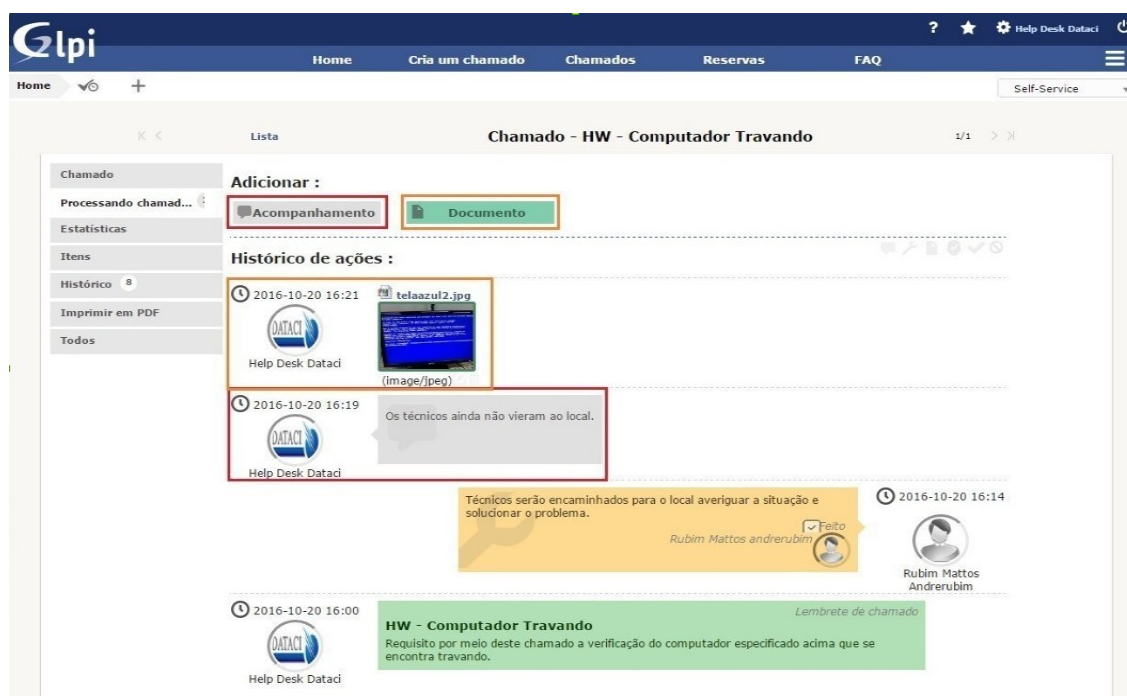 Glpi
? Help Desk Dataci
Home Cria um chamado Chamados Reservas FAQ
Home Self-Service
Lista Chamado - HW - Computador Travando 1/1
Chamado
Processando chamad...
Estatísticas
Itens
Histórico 8
Imprimir em PDF
Todos
Adicionar :
Acompanhamento Documento
Histórico de ações :
2016-10-20 16:21 telaazul2.jpg
DATACI
Help Desk Dataci
(image/jpeg)
2016-10-20 16:19
Os técnicos ainda não vieram ao local.
DATACI
Help Desk Dataci
Técnicos serão encaminhados para o local averiguar a situação e
solucionar o problema.
Feito
Rubim Mattos andrerubim
2016-10-20 16:14
Rubim Mattos
Andrerubim
2016-10-20 16:00
DATACI
Help Desk Dataci
Lembrete de chamado
HW - Computador Travando
Requisito por meio deste chamado a verificação do computador especificado acima que se
encontra travando.